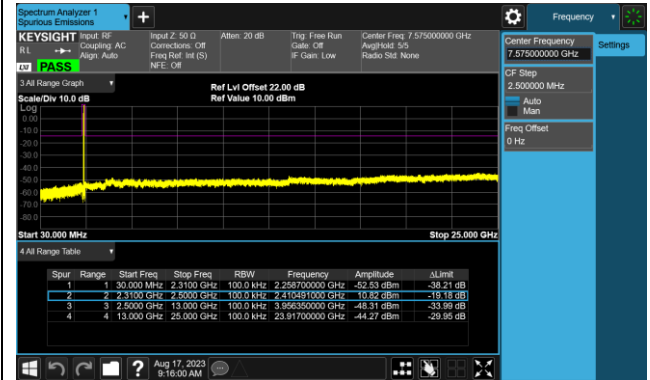 Spectrum Analyzer 1
Spurious Emissions
Frequency
KEYSIGHT
Input: RF
Input Z: 50 Ω
Atten: 20 dB
Trig: Free Run
Center Freq: 7.575000000 GHz
RL
Coupling: AC
Corrections: Off
Gate: Off
Avg|Hold: 5/5
Align: Auto
Freq Ref: Int (S)
IF Gain: Low
Radio Std: None
LXI
PASS
NFE: Off
Center Frequency
7.575000000 GHz
Settings
CF Step
2.500000 MHz
Auto
Man
Freq Offset
0 Hz
3 All Range Graph
Ref Lvl Offset 22.00 dB
Scale/Div 10.0 dB
Ref Value 10.00 dBm
Log
0.00
-10.0
-20.0
-30.0
-40.0
-50.0
-60.0
-70.0
-80.0
Start 30.000 MHz
Stop 25.000 GHz
4 All Range Table
Spur Range Start Freq Stop Freq RBW Frequency Amplitude ΔLimit
1 1 30.000 MHz 2.3100 GHz 100.0 kHz 2.258700000 GHz -52.53 dBm -38.21 dB
2 2 2.3100 GHz 2.5000 GHz 100.0 kHz 2.410491000 GHz 10.82 dBm -19.18 dB
3 3 2.5000 GHz 13.000 GHz 100.0 kHz 3.956350000 GHz -48.31 dBm -33.99 dB
4 4 13.000 GHz 25.000 GHz 100.0 kHz 23.91700000 GHz -44.27 dBm -29.95 dB
Aug 17, 2023
9:16:00 AM